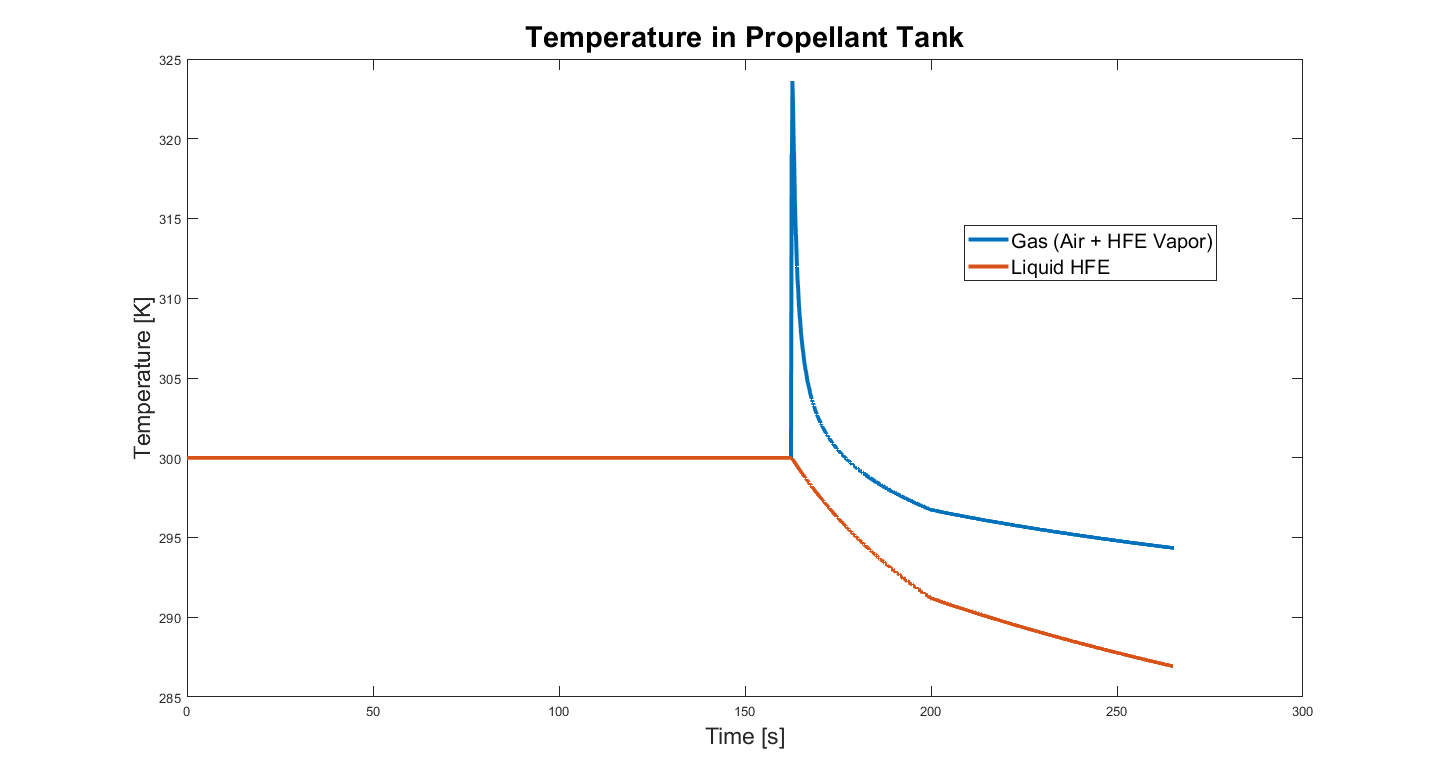 Temperature in Propellant Tank
325
320
315
310
305
300
295
290
285
Temperature [K]
Gas (Air + HFE Vapor)
Liquid HFE
0 50 100 150 200 250 300
Time [s]